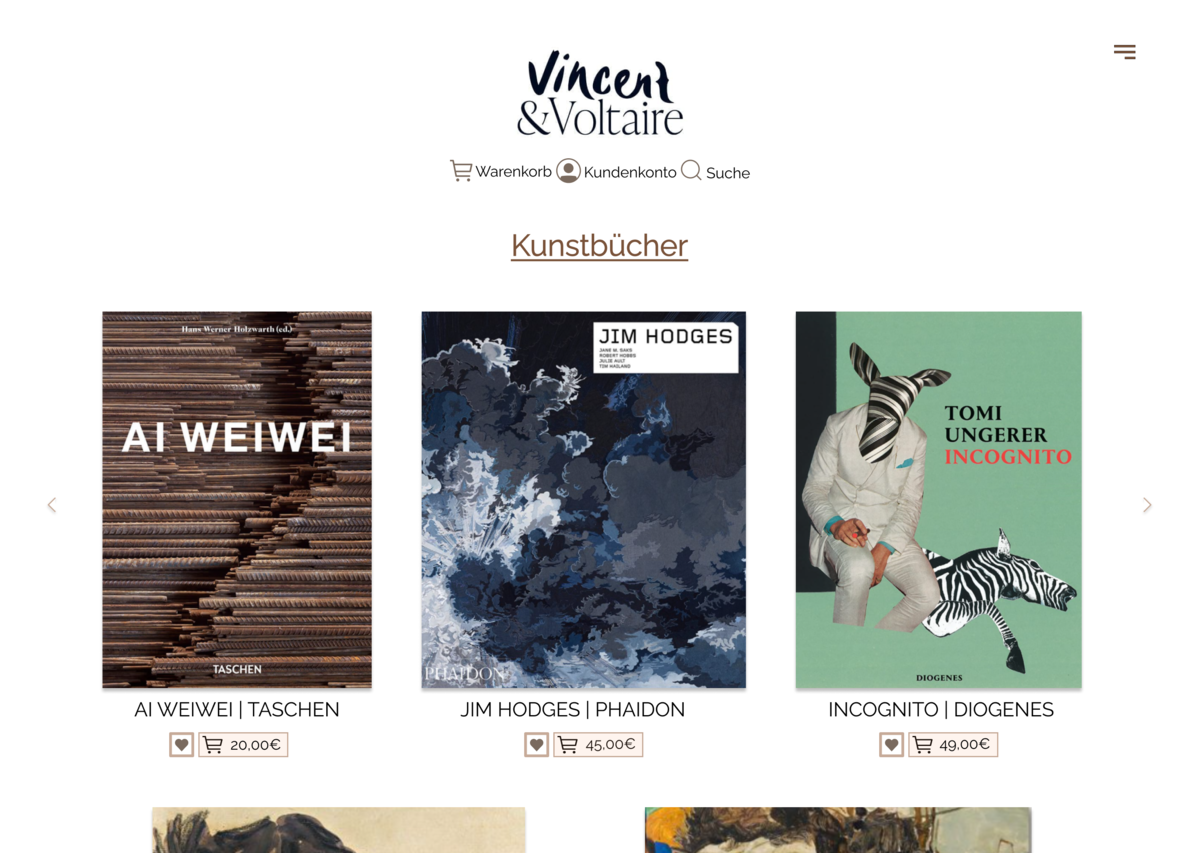 Vincent
&Voltaire
Warenkorb Kundenkonto Suche
Kunstbücher
Hans Werner Holzwarth (ed.)
AI WEIWEI
TASCHEN
JIM HODGES
JANE M. SAKS
ROBERT HOBBS
JULIE AULT
TIM HAILAND
PHAIDON
TOMI
UNGERER
INCOGNITO
DIOGENES
AI WEIWEI | TASCHEN
JIM HODGES | PHAIDON
INCOGNITO | DIOGENES
20,00€
45,00€
49,00€